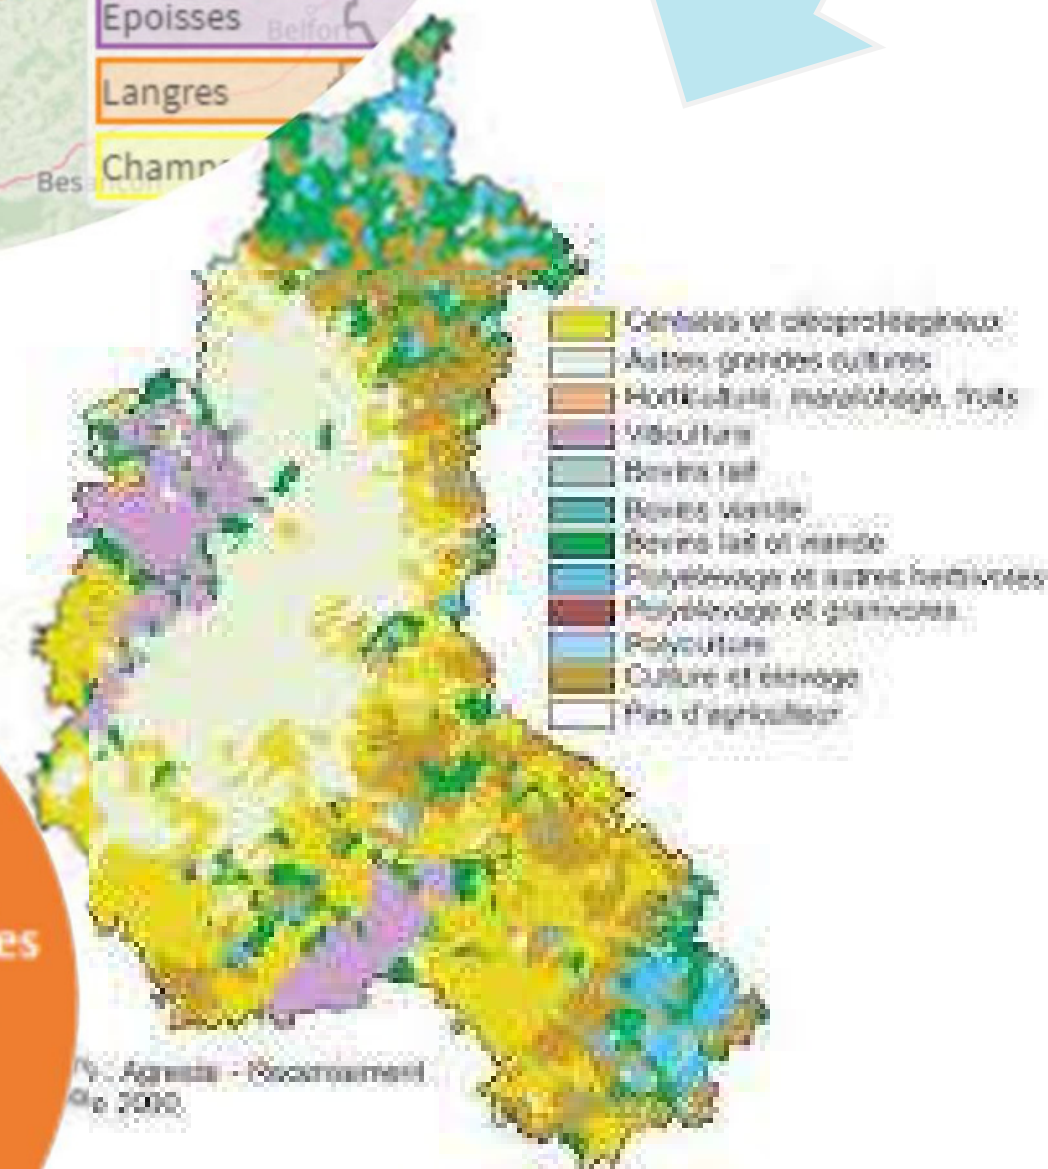 Epoisses
Belfort
Langres
Champ
Bes
Céréales et oléoprotéagineux
Autres grandes cultures
Horticulture, maraîchage, fruits
Viticulture
Bovins lait
Bovins viande
Bovins lait et viande
Polyélevage et autres herbivores
Polyélevage et granivores
Polyculture
Culture et élevage
Pas d'agriculteur
es
: Agreste - Recensement
2000.